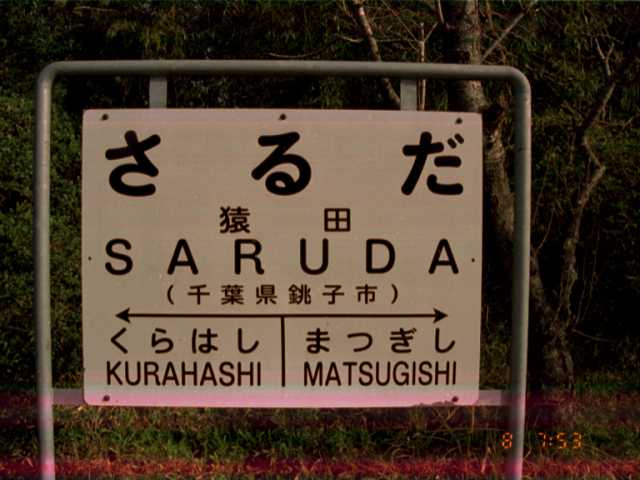 さるだ
猿田
SARUDA
（千葉県銚子市）
くらはし まつぎし
KURAHASHI MATSUGISHI
8 7:53